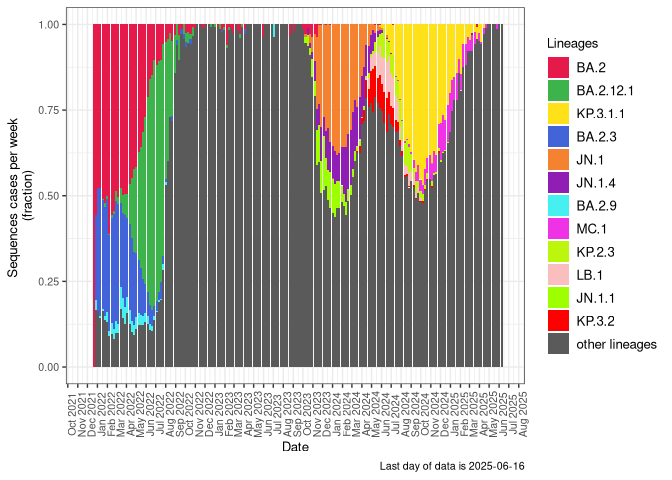 Sequences cases per week
(fraction)
1.00
0.75
0.50
0.25
0.00
Oct 2021
Nov 2021
Dec 2021
Jan 2022
Feb 2022
Mar 2022
Apr 2022
May 2022
Jun 2022
Jul 2022
Aug 2022
Sep 2022
Oct 2022
Nov 2022
Dec 2022
Jan 2023
Feb 2023
Mar 2023
Apr 2023
May 2023
Jun 2023
Jul 2023
Aug 2023
Sep 2023
Oct 2023
Nov 2023
Dec 2023
Jan 2024
Feb 2024
Mar 2024
Apr 2024
May 2024
Jun 2024
Jul 2024
Aug 2024
Sep 2024
Oct 2024
Nov 2024
Dec 2024
Jan 2025
Feb 2025
Mar 2025
Apr 2025
May 2025
Jun 2025
Jul 2025
Aug 2025
Date
Lineages
BA.2
BA.2.12.1
KP.3.1.1
BA.2.3
JN.1
JN.1.4
BA.2.9
MC.1
KP.2.3
LB.1
JN.1.1
KP.3.2
other lineages
Last day of data is 2025-06-16